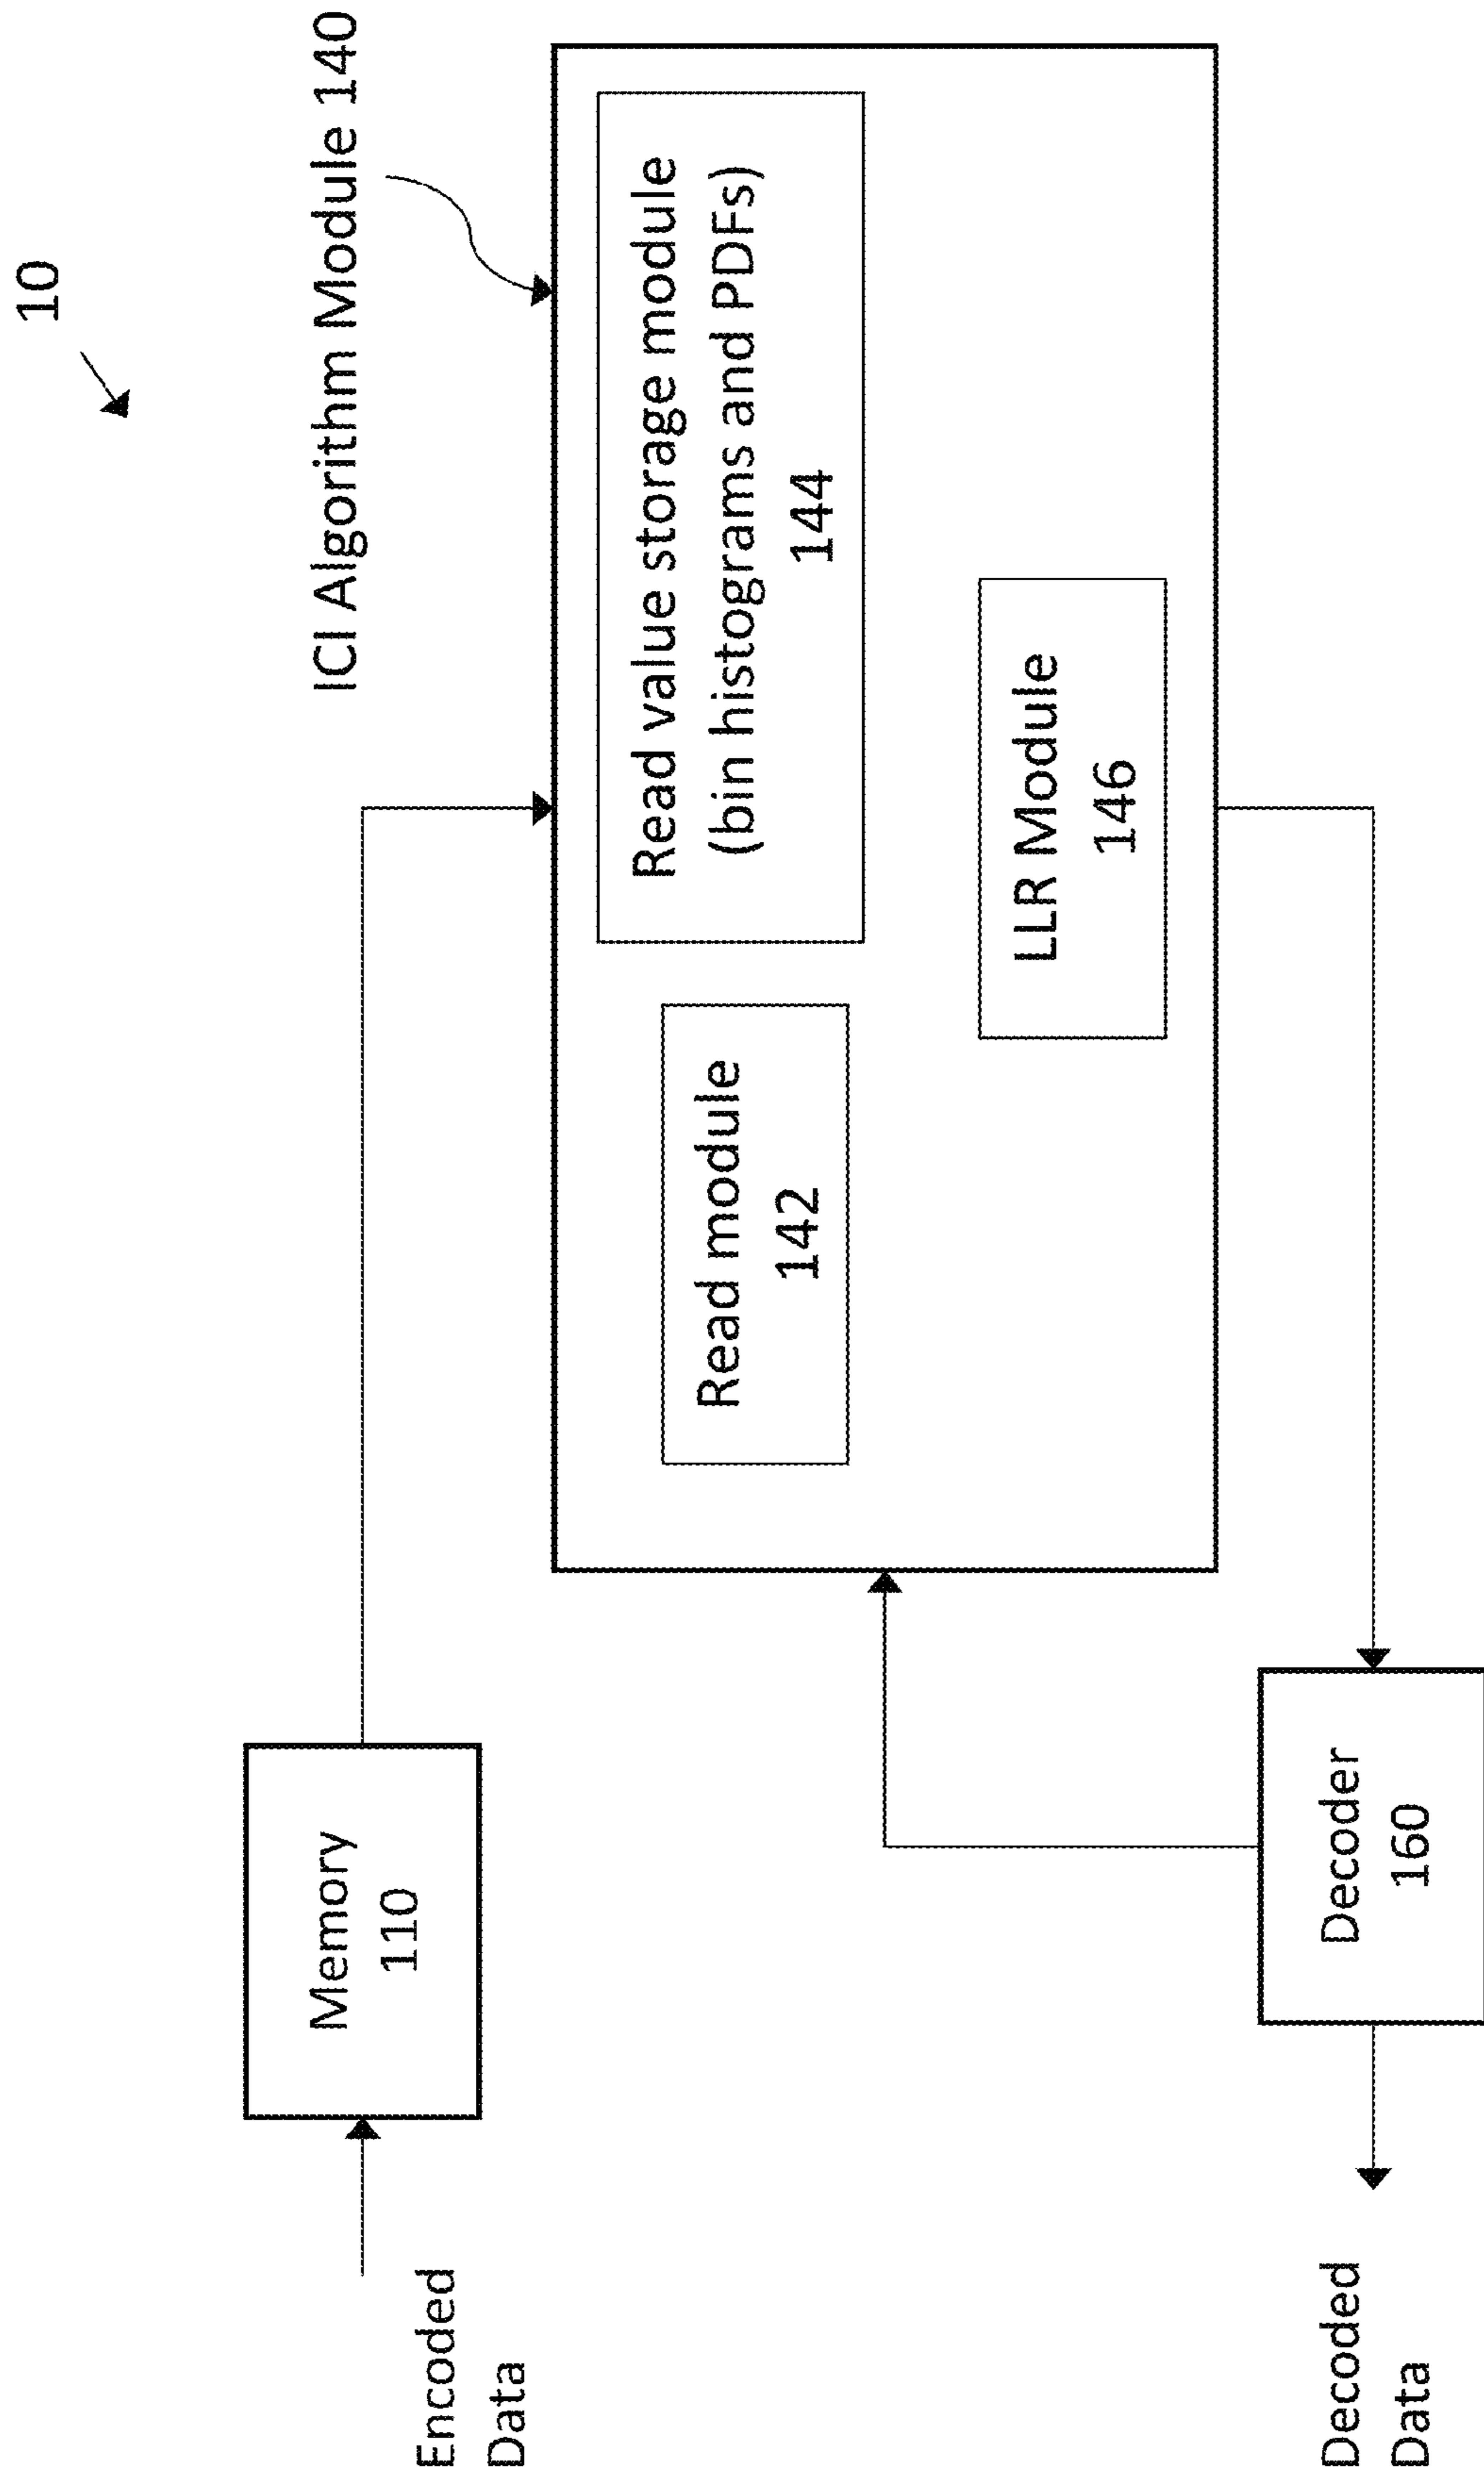 10
ICI Algorithm Module 140
Memory
110
Encoded
Data
Read module
142
Read value storage module
(bin histograms and PDFs)
144
LLR Module
146
Decoder
160
Decoded
Data